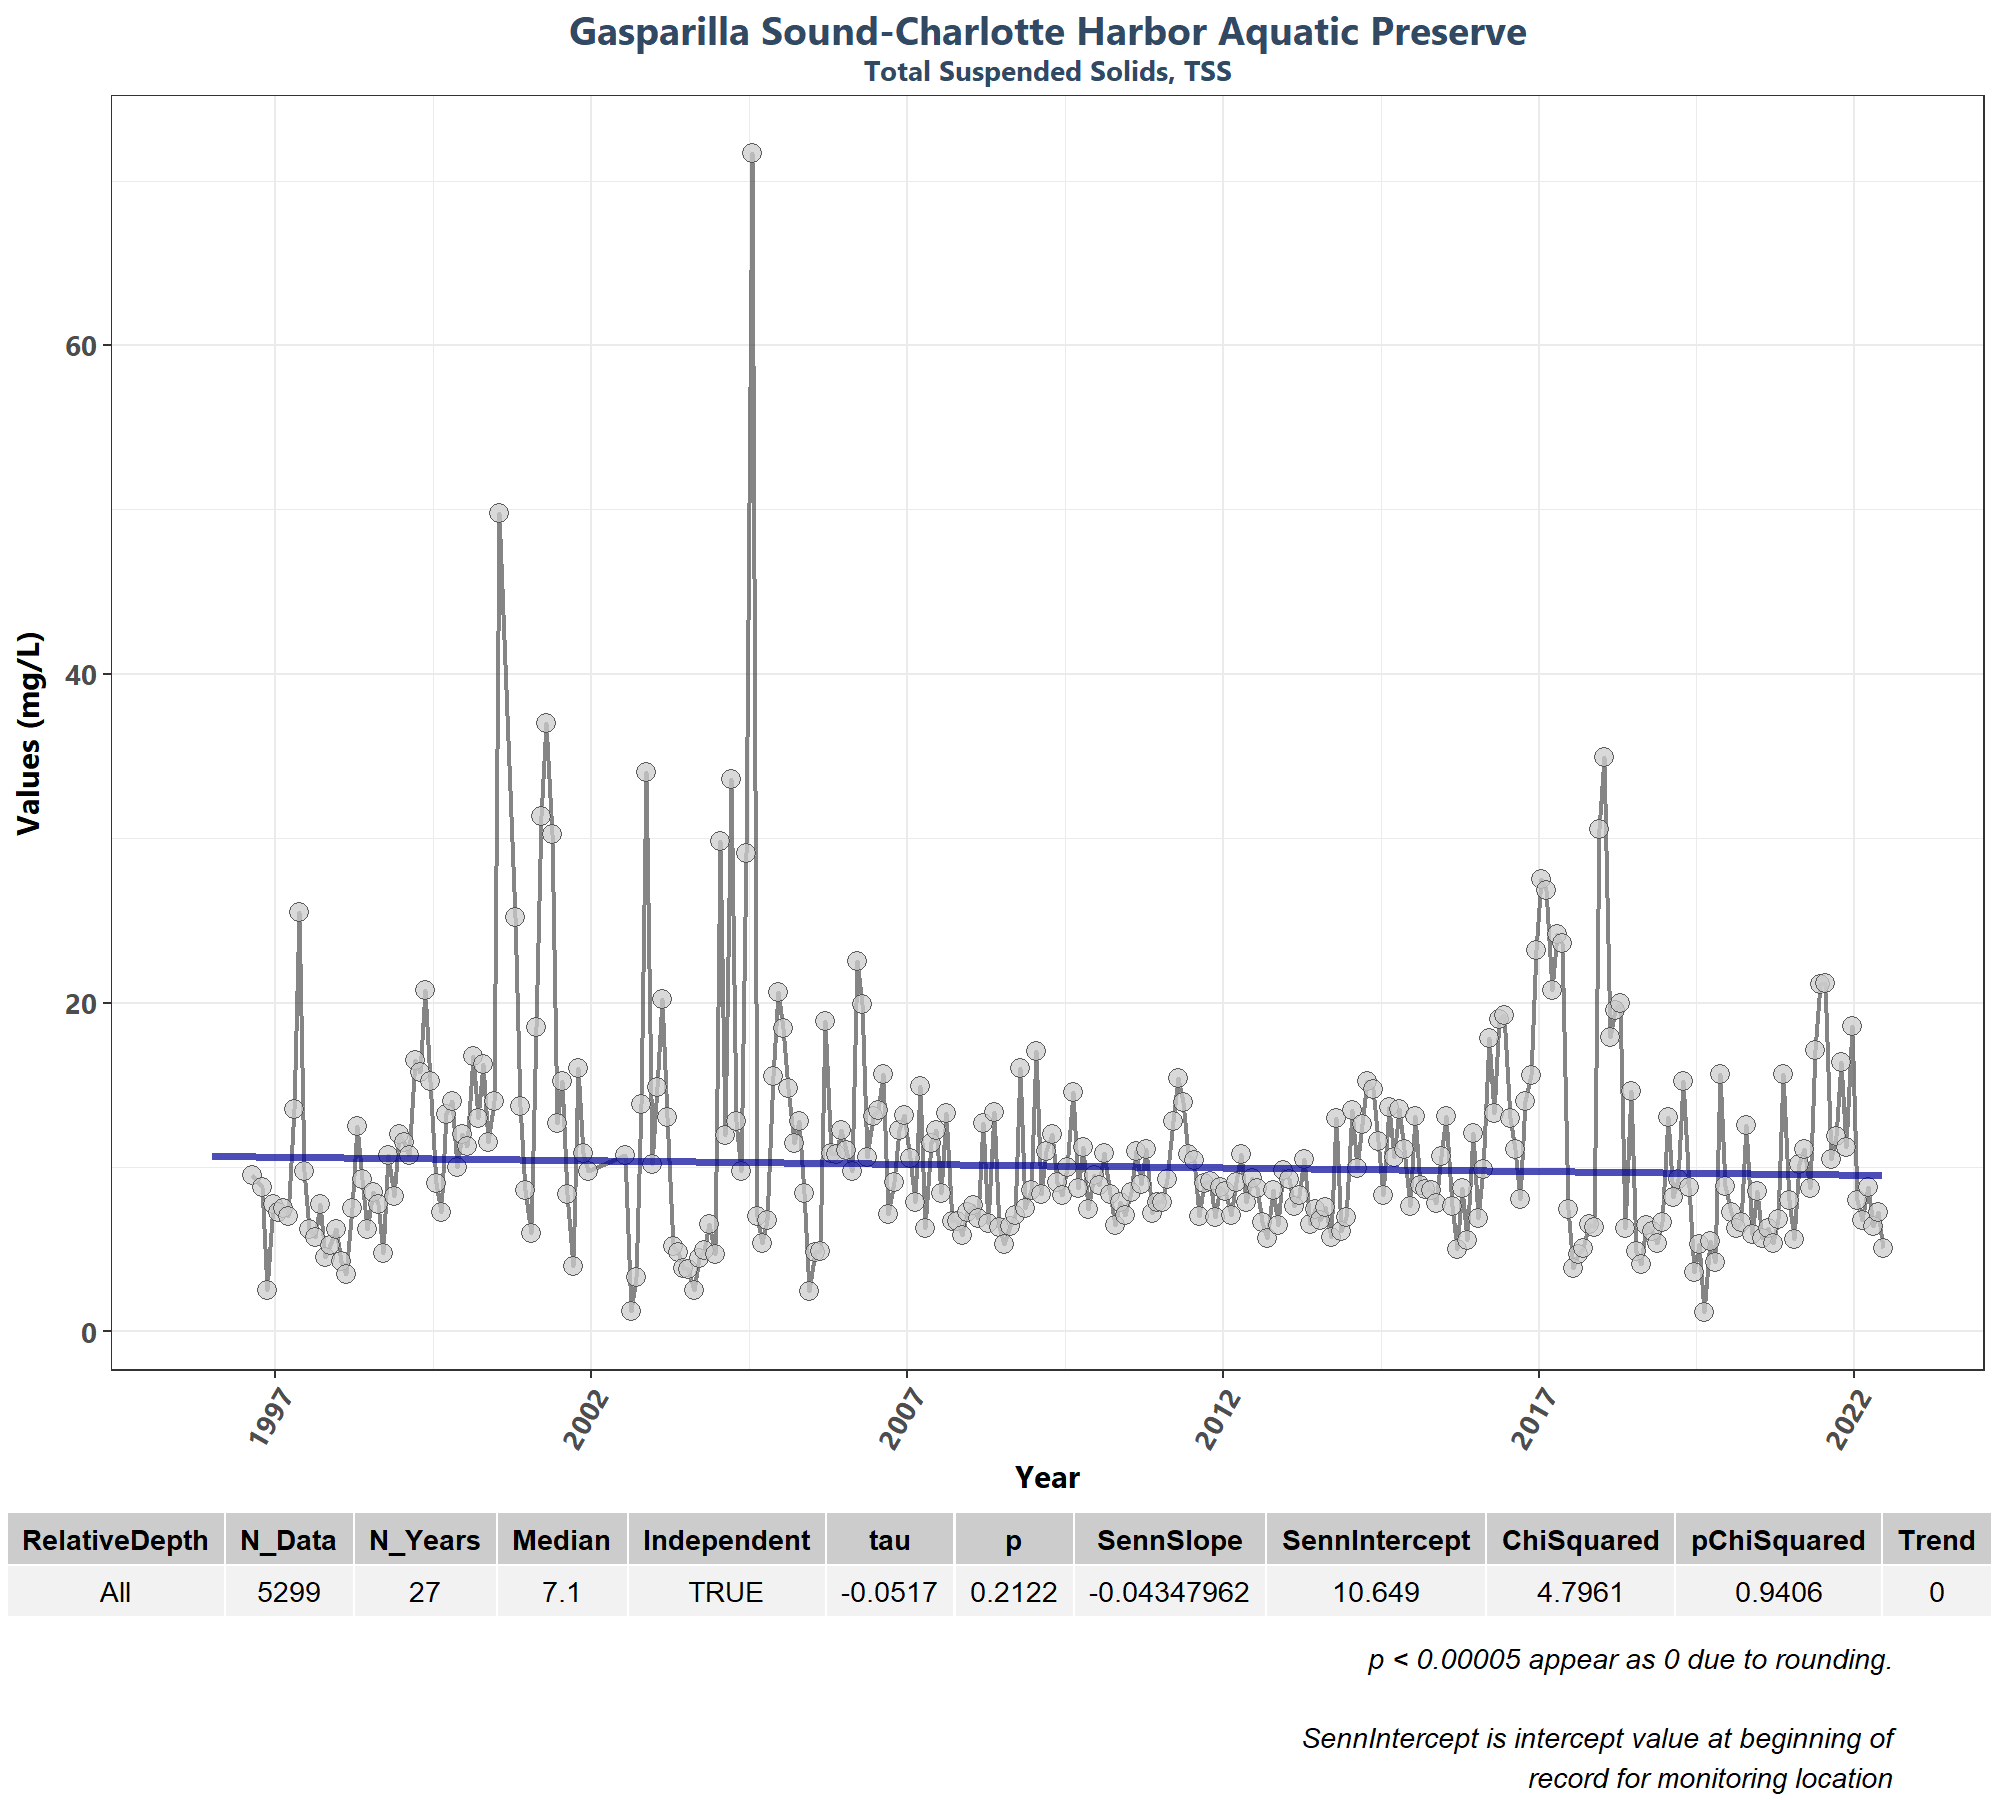 Gasparilla Sound-Charlotte Harbor Aquatic Preserve
Total Suspended Solids, TSS
Values (mg/L)
60
40
20
0
1997
2002
2007
2012
2017
2022
Year
RelativeDepth N_Data N_Years Median Independent tau p SennSlope SennIntercept ChiSquared pChiSquared Trend
All 5299 27 7.1 TRUE -0.0517 0.2122 -0.04347962 10.649 4.7961 0.9406 0
p < 0.00005 appear as 0 due to rounding.
SennIntercept is intercept value at beginning of
record for monitoring location